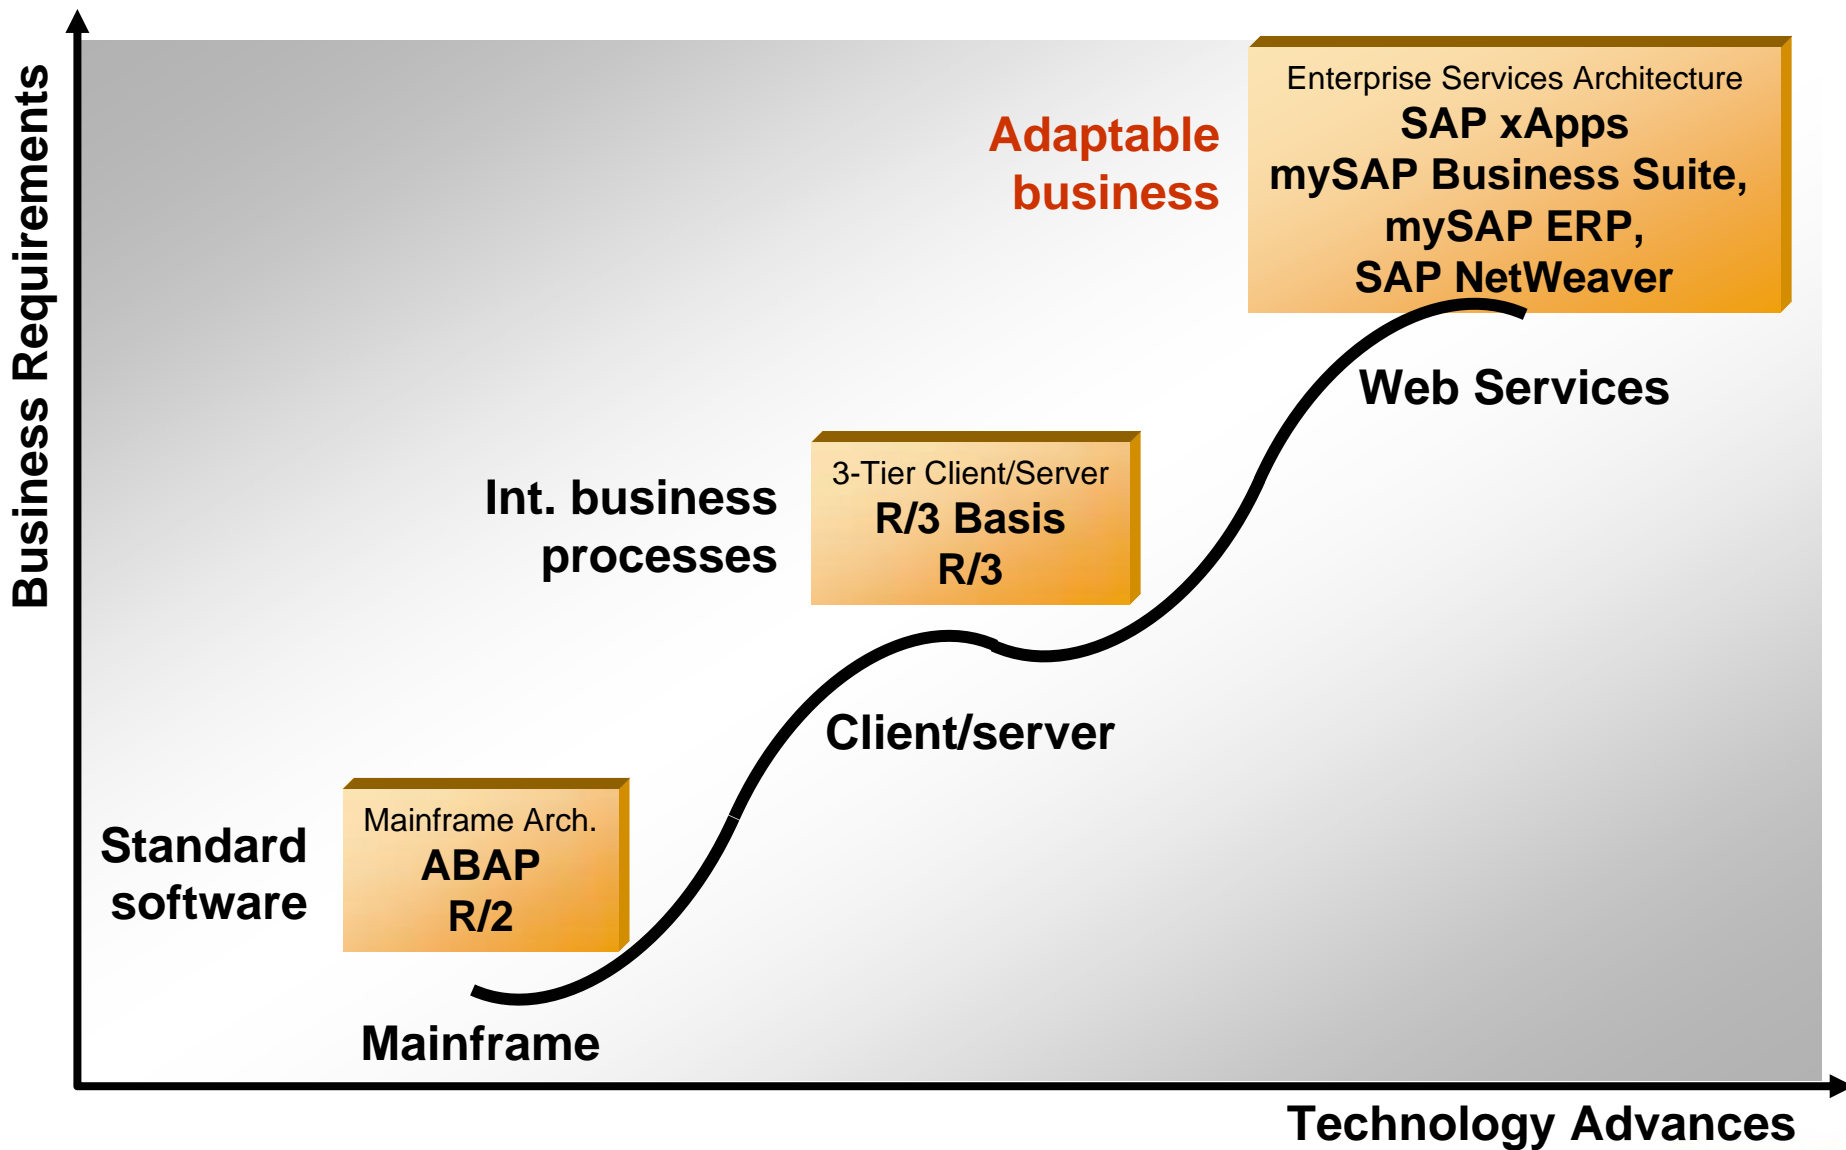 Business Requirements
Enterprise Services Architecture
SAP xApps
mySAP Business Suite,
mySAP ERP,
SAP NetWeaver
Adaptable
business
Web Services
3-Tier Client/Server
R/3 Basis
R/3
Int. business
processes
Client/server
Mainframe Arch.
ABAP
R/2
Standard
software
Mainframe
Technology Advances